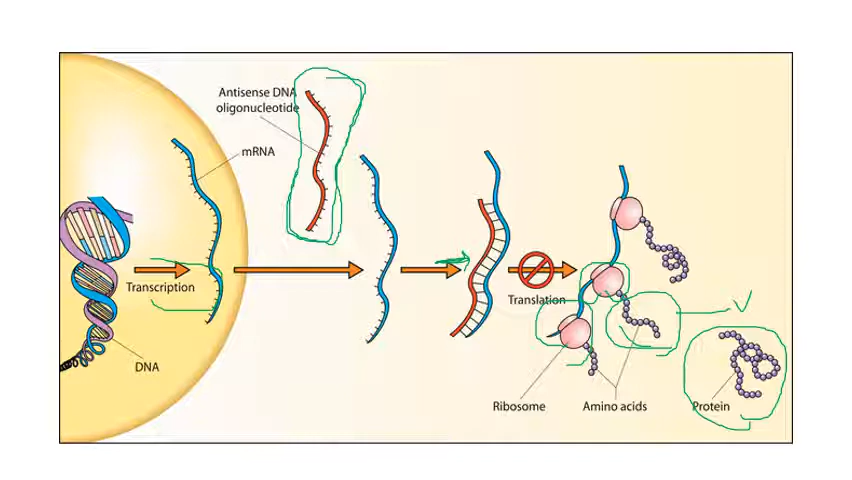 Antisense DNA
oligonucleotide
mRNA
Transcription
Translation
DNA
Ribosome
Amino acids
Protein